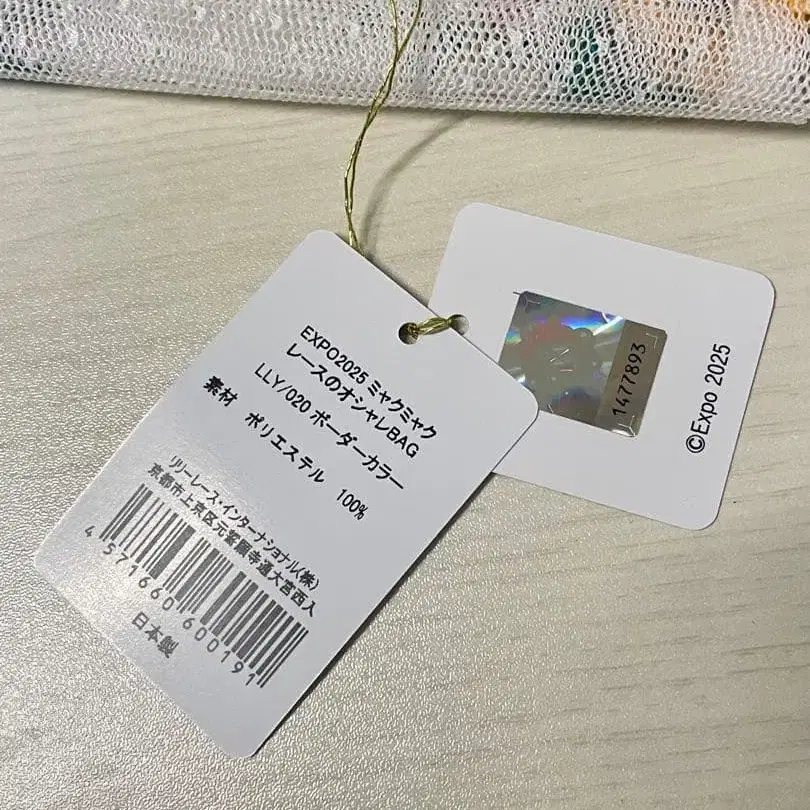 EXPO2025 ミャクミャク
レースのオシャレBAG
LLY/020 ボーダーカラー
素材 ポリエステル 100%
リリーレース・インターナショナル(株)
京都市上京区元誓願寺通大宮西入
4 571660 600191
日本製
1477893
©Expo 2025